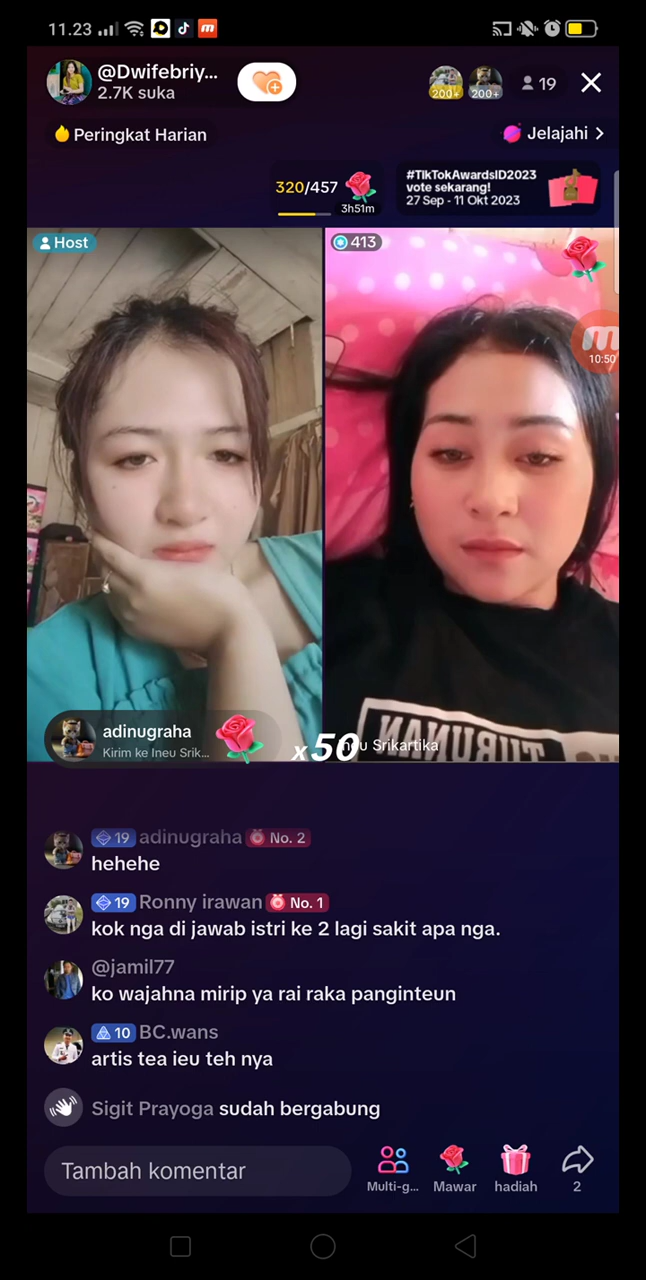 11.23
@Dwifebriy...
2.7K suka
200+
200+
19
Peringkat Harian
Jelajahi >
320/457
3h51m
#TikTokAwardsID2023
vote sekarang!
27 Sep - 11 Okt 2023
Host
413
10:50
TURUNAN
adinugraha
Kirim ke Ineu Srik...
x50
Ineu Srikartika
19 adinugraha No. 2
hehehe
19 Ronny irawan No. 1
kok nga di jawab istri ke 2 lagi sakit apa nga.
@jamil77
ko wajahna mirip ya rai raka panginteun
10 BC.wans
artis tea ieu teh nya
Sigit Prayoga sudah bergabung
Tambah komentar
Multi-g...
Mawar
hadiah
2